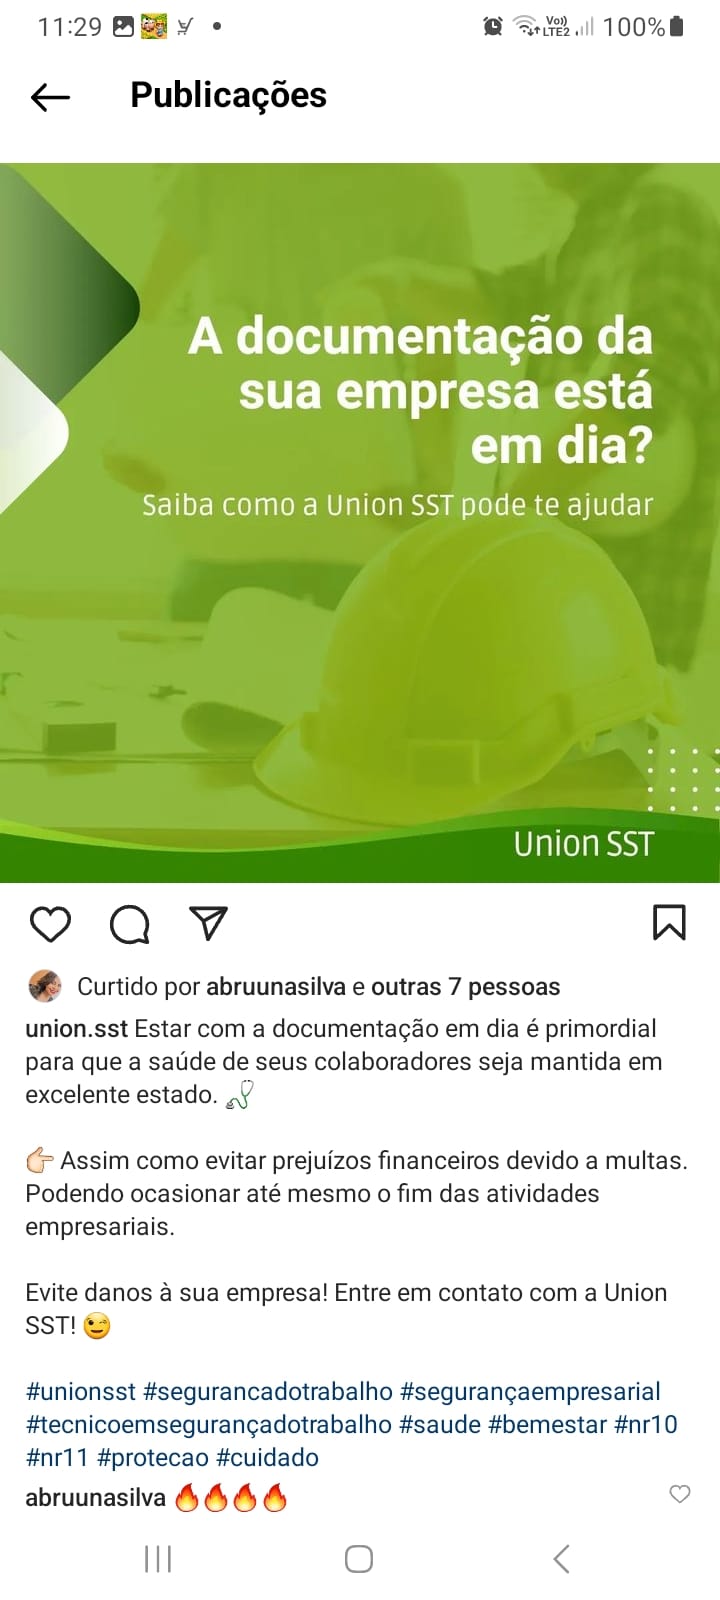 11:29
Vo))
LTE2
100%
Publicações
A documentação da
sua empresa está
em dia?
Saiba como a Union SST pode te ajudar
Union SST
Curtido por abruunasilva e outras 7 pessoas
union.sst Estar com a documentação em dia é primordial
para que a saúde de seus colaboradores seja mantida em
excelente estado. 🩺
👉🏻 Assim como evitar prejuízos financeiros devido a multas.
Podendo ocasionar até mesmo o fim das atividades
empresariais.
Evite danos à sua empresa! Entre em contato com a Union
SST! 😉
#unionsst #segurancadotrabalho #segurançaempresarial
#tecnicoemsegurançadotrabalho #saude #bemestar #nr10
#nr11 #protecao #cuidado
abruunasilva 🔥🔥🔥🔥